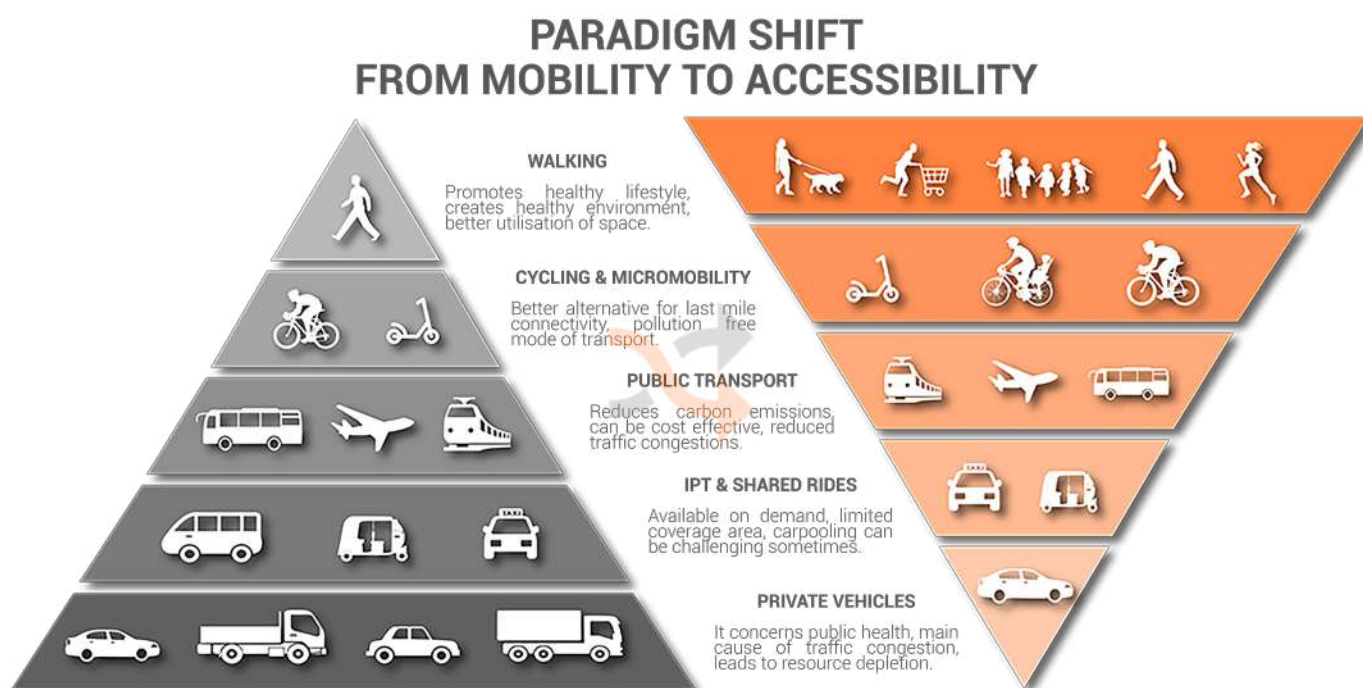 PARADIGM SHIFT
FROM MOBILITY TO ACCESSIBILITY
WALKING
Promotes healthy lifestyle,
creates healthy environment,
better utilisation of space.
CYCLING & MICROMOBILITY
Better alternative for last mile
connectivity, pollution free
mode of transport.
PUBLIC TRANSPORT
Reduces carbon emissions,
can be cost effective, reduced
traffic congestions.
IPT & SHARED RIDES
Available on demand, limited
coverage area, carpooling can
be challenging sometimes.
PRIVATE VEHICLES
It concerns public health, main
cause of traffic congestion,
leads to resource depletion.
TAXI
TAXI